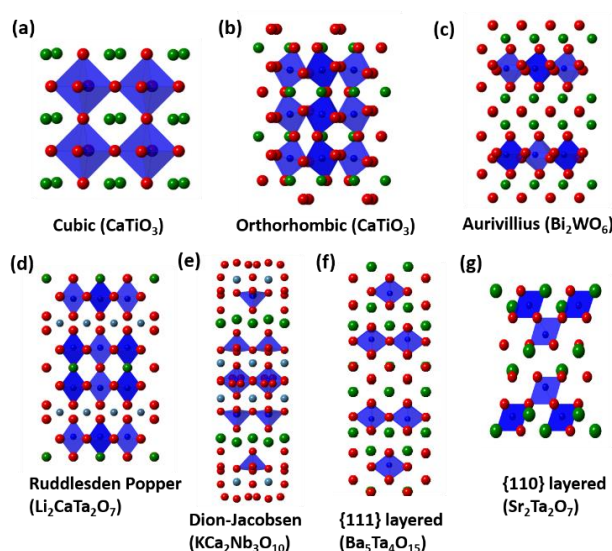 (a)
(b)
(c)
Cubic (CaTiO₃)
Orthorhombic (CaTiO₃)
Aurivillius (Bi₂WO₆)
(d)
(e)
(f)
(g)
Ruddlesden Popper
(Li₂CaTa₂O₇)
Dion-Jacobsen
(KCa₂Nb₃O₁₀)
{111} layered
(Ba₅Ta₄O₁₅)
{110} layered
(Sr₂Ta₂O₇)